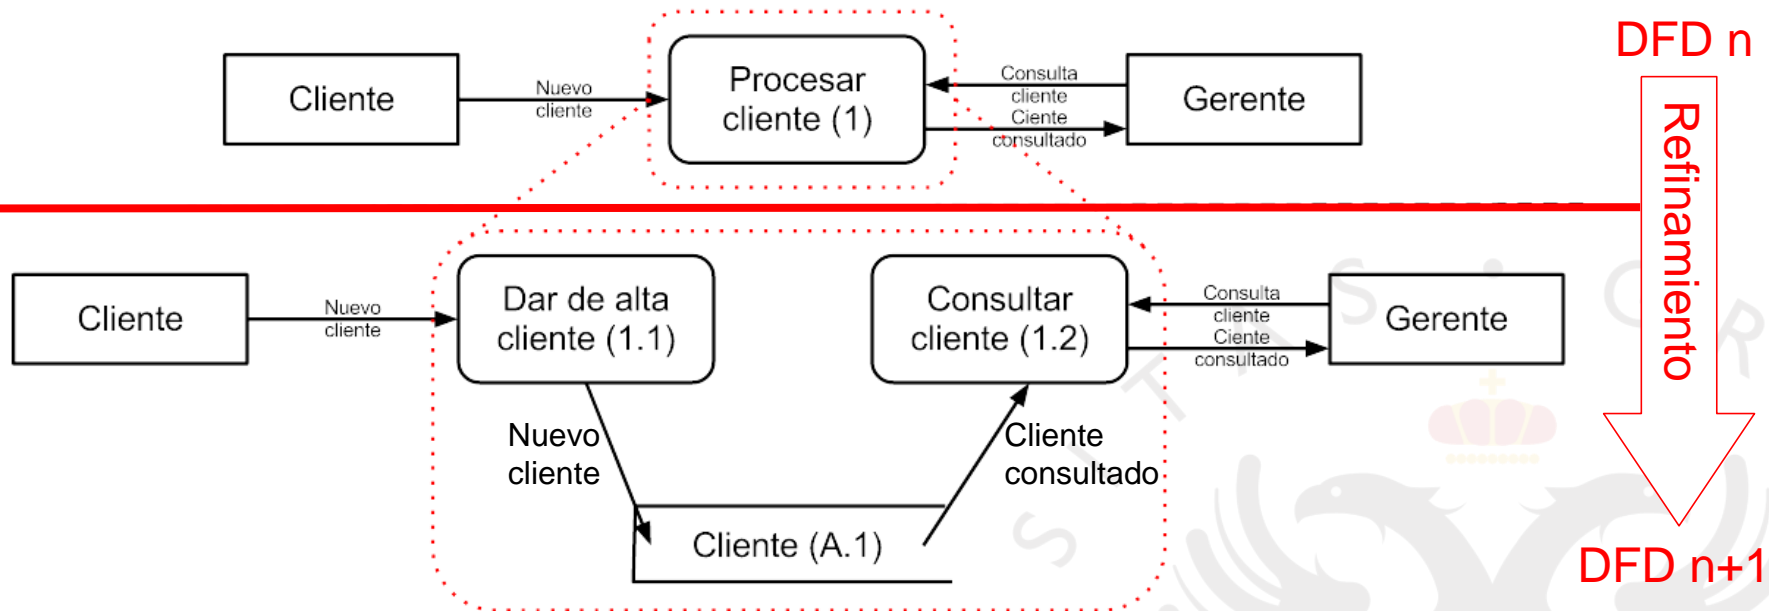 DFD n
Cliente
Nuevo
cliente
Procesar
cliente (1)
Consulta
cliente
Ciente
consultado
Gerente
Refinamiento
Cliente
Nuevo
cliente
Dar de alta
cliente (1.1)
Consultar
cliente (1.2)
Consulta
cliente
Ciente
consultado
Gerente
Nuevo
cliente
Cliente
consultado
Cliente (A.1)
DFD n+1
S I T A S · G R